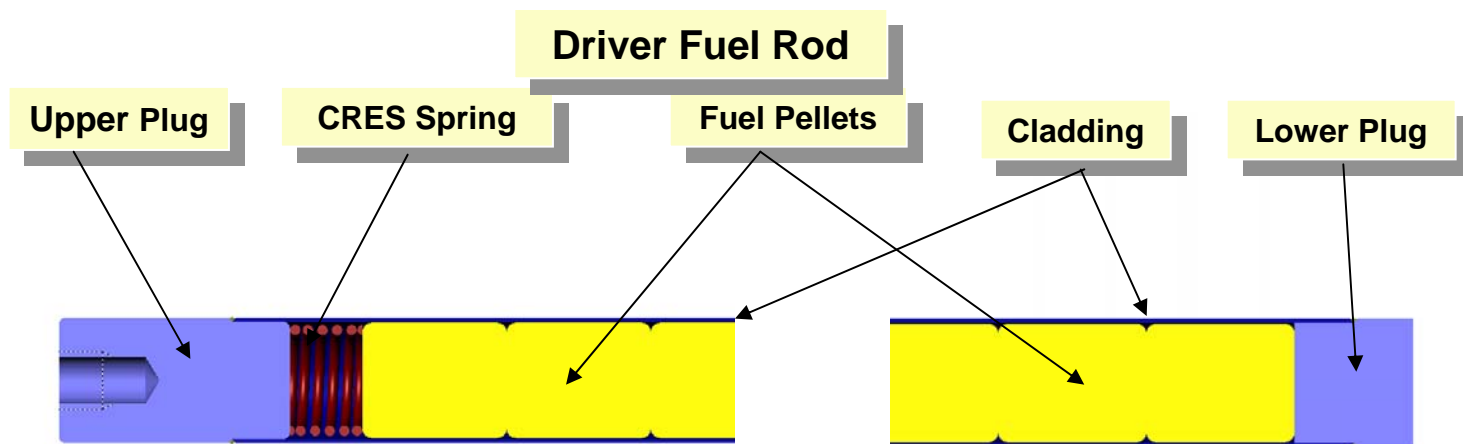 Driver Fuel Rod
Upper Plug
CRES Spring
Fuel Pellets
Cladding
Lower Plug